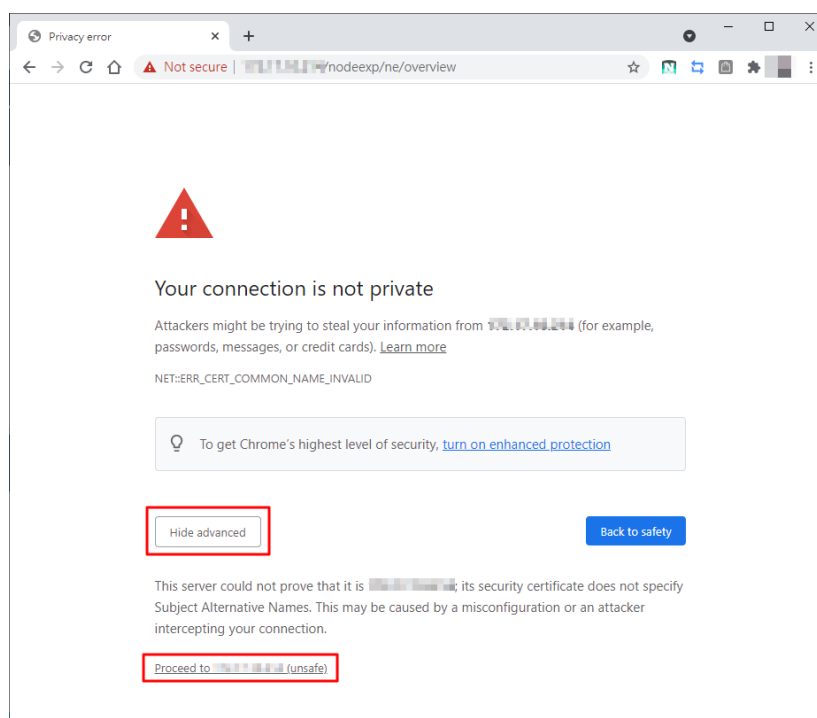 Privacy error
Not secure | /nodeexp/ne/overview
Your connection is not private
Attackers might be trying to steal your information from (for example,
passwords, messages, or credit cards). Learn more
NET::ERR_CERT_COMMON_NAME_INVALID
To get Chrome's highest level of security, turn on enhanced protection
Hide advanced
Back to safety
This server could not prove that it is ; its security certificate does not specify
Subject Alternative Names. This may be caused by a misconfiguration or an attacker
intercepting your connection.
Proceed to (unsafe)